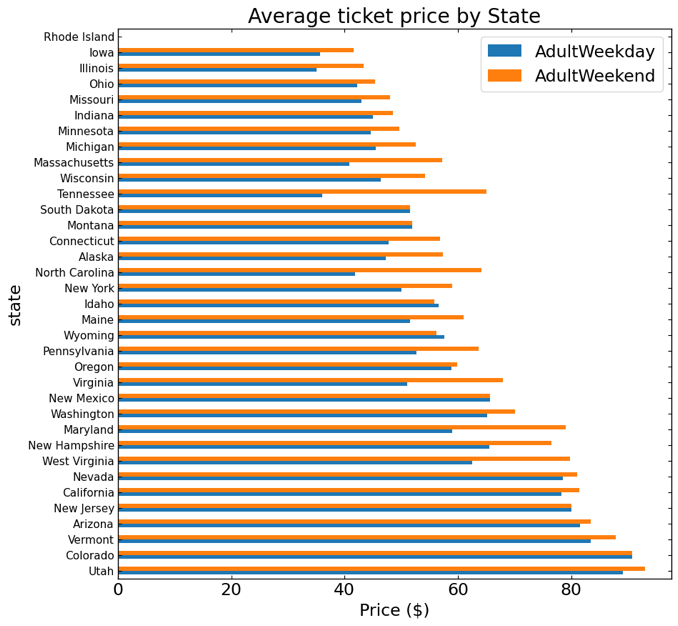 Average ticket price by State
AdultWeekday
AdultWeekend
state
Rhode Island
Iowa
Illinois
Ohio
Missouri
Indiana
Minnesota
Michigan
Massachusetts
Wisconsin
Tennessee
South Dakota
Montana
Connecticut
Alaska
North Carolina
New York
Idaho
Maine
Wyoming
Pennsylvania
Oregon
Virginia
New Mexico
Washington
Maryland
New Hampshire
West Virginia
Nevada
California
New Jersey
Arizona
Vermont
Colorado
Utah
0 20 40 60 80
Price ($)